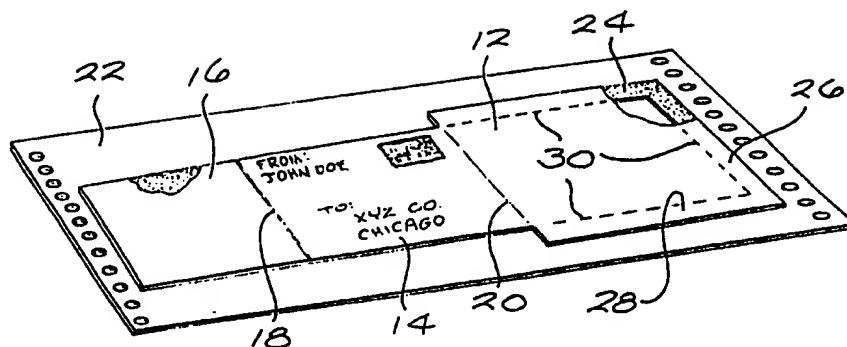 24
12
22
16
26
30
FROM:
JOHN DOE
TO:
XYZ CO.
CHICAGO
18
14
20
28